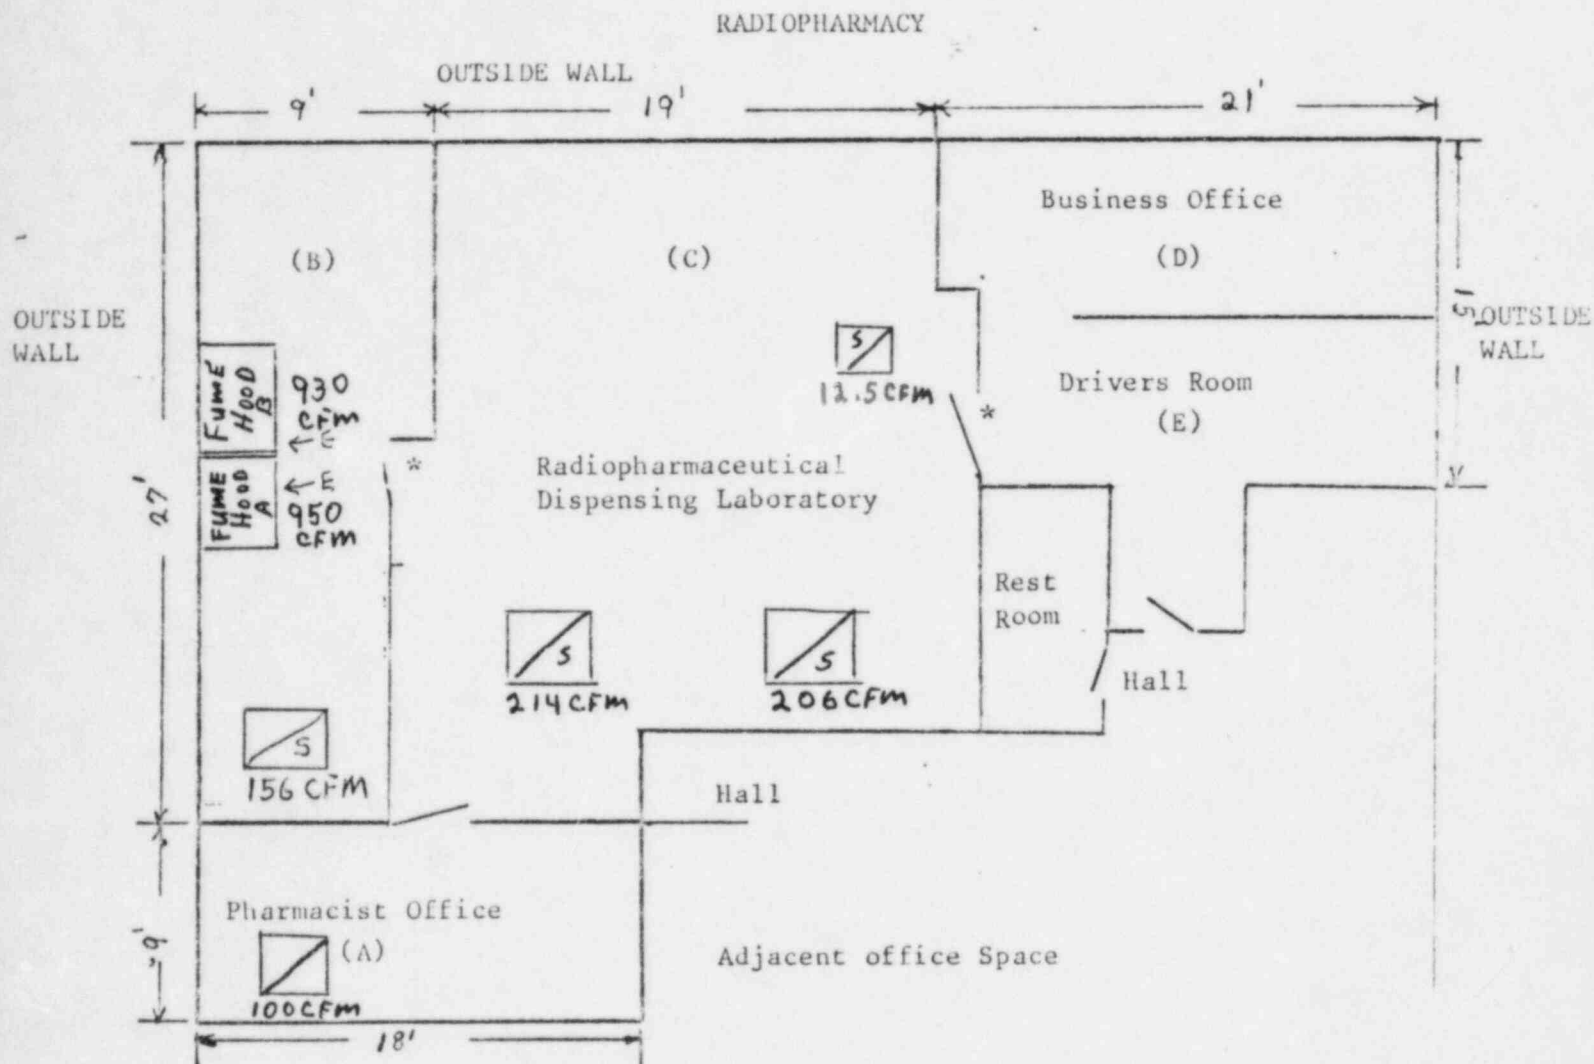 RADIOPHARMACY
OUTSIDE WALL
9'
19'
21'
Business Office
(D)
(B)
(C)
OUTSIDE
WALL
15'
OUTSIDE
WALL
S
12.5 CFM
Drivers Room
(E)
*
FUME
HOOD
B
930
CFM
← E
*
FUME
HOOD
A
← E
950
CFM
27'
Radiopharmaceutical
Dispensing Laboratory
Rest
Room
S
214 CFM
S
206 CFM
Hall
S
156 CFM
Hall
Pharmacist Office
(A)
100 CFM
9'
Adjacent office Space
18'